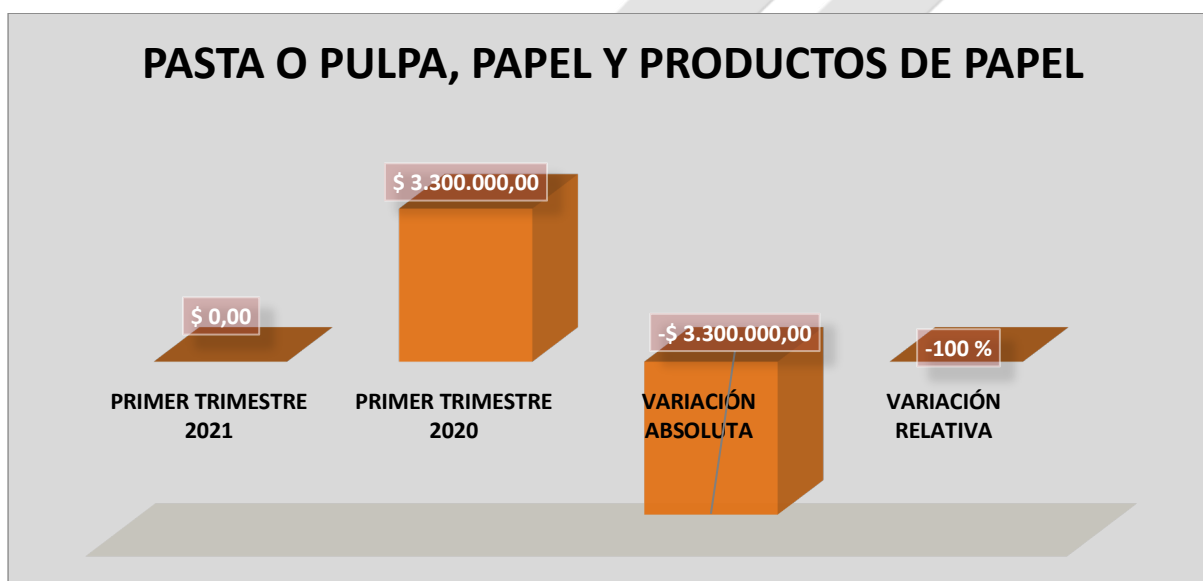 PASTA O PULPA, PAPEL Y PRODUCTOS DE PAPEL
$ 3.300.000,00
$ 0,00
-$ 3.300.000,00
-100 %
PRIMER TRIMESTRE
2021
PRIMER TRIMESTRE
2020
VARIACIÓN
ABSOLUTA
VARIACIÓN
RELATIVA